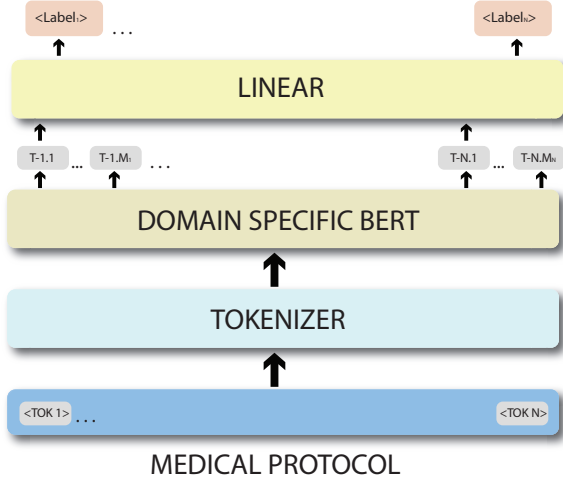 <Label₁> ... <Labelₙ>
LINEAR
T-1.1 ... T-1.M₁ ... T-N.1 ... T-N.Mₙ
DOMAIN SPECIFIC BERT
TOKENIZER
<TOK 1> ... <TOK N>
MEDICAL PROTOCOL